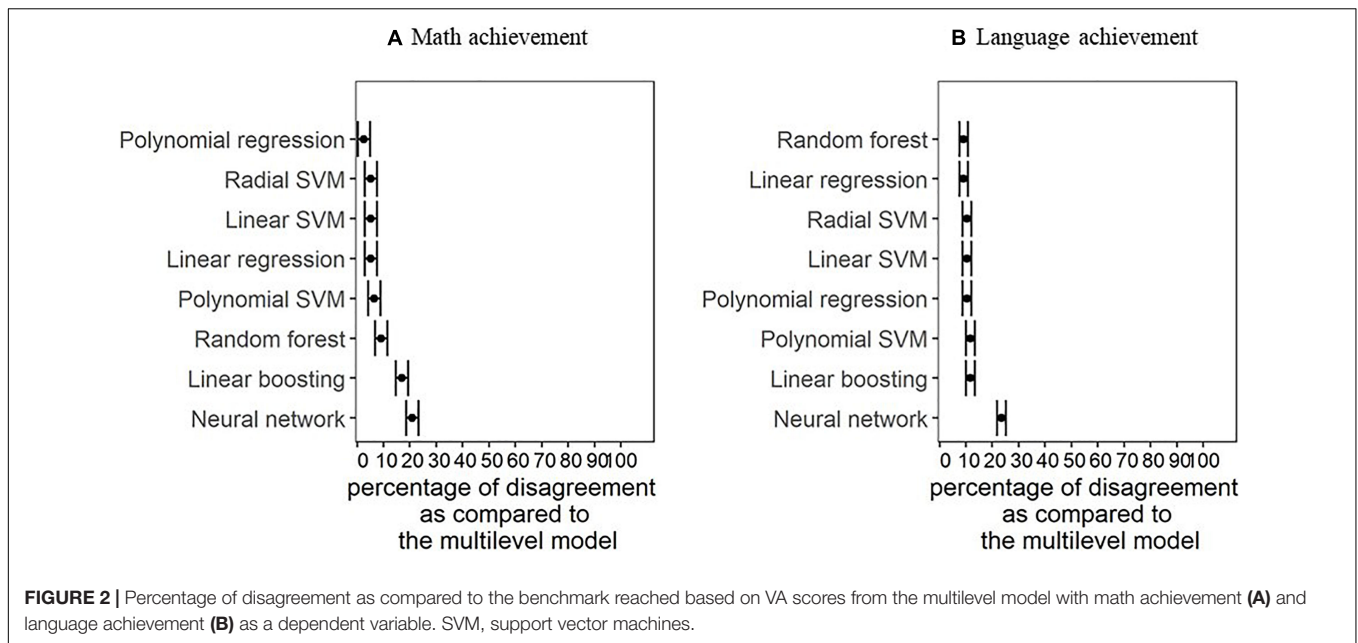 A Math achievement
Polynomial regression
Radial SVM
Linear SVM
Linear regression
Polynomial SVM
Random forest
Linear boosting
Neural network
0 10 20 30 40 50 60 70 80 90 100
percentage of disagreement
as compared to
the multilevel model
B Language achievement
Random forest
Linear regression
Radial SVM
Linear SVM
Polynomial regression
Polynomial SVM
Linear boosting
Neural network
0 10 20 30 40 50 60 70 80 90 100
percentage of disagreement
as compared to
the multilevel model
FIGURE 2 | Percentage of disagreement as compared to the benchmark reached based on VA scores from the multilevel model with math achievement (A) and
language achievement (B) as a dependent variable. SVM, support vector machines.